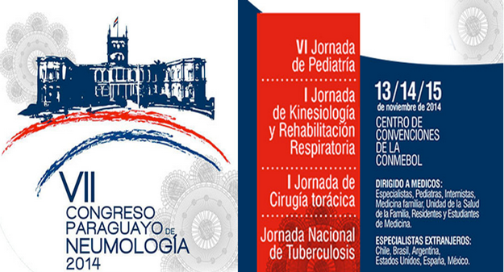 VII
CONGRESO
PARAGUAYO DE
NEUMOLOGÍA
2014
VI Jornada
de Pediatría
I Jornada
de Kinesiología
y Rehabilitación
Respiratoria
I Jornada de
Cirugía torácica
Jornada Nacional
de Tuberculosis
13/14/15
de noviembre de 2014
CENTRO DE
CONVENCIONES
DE LA
CONMEBOL
DIRIGIDO A MEDICOS:
Especialistas, Pediatras, Internistas,
Medicina familiar, Unidad de la Salud
de la Familia, Residentes y Estudiantes
de Medicina.
ESPECIALISTAS EXTRANJEROS:
Chile, Brasil, Argentina,
Estados Unidos, España, México.